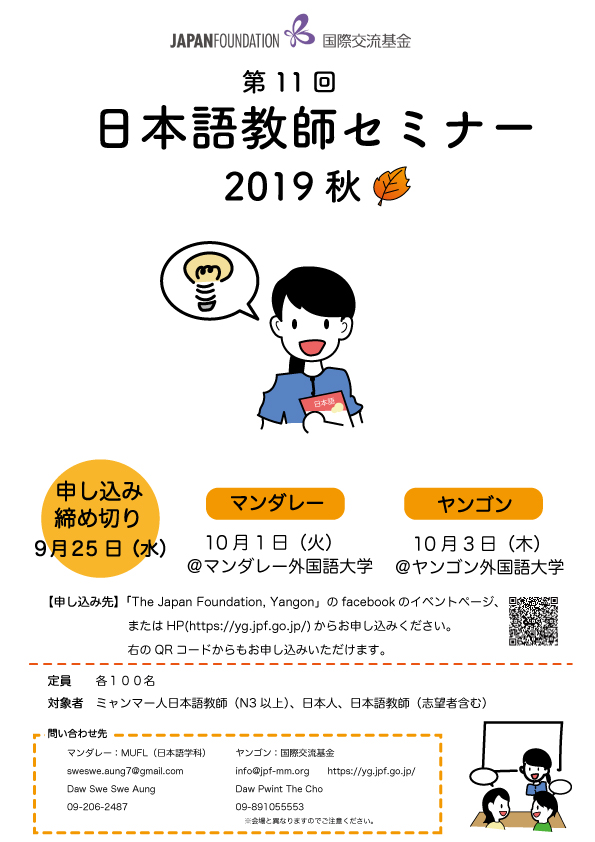 JAPANFOUNDATION 国際交流基金
第11回
日本語教師セミナー
2019 秋
日本語
申し込み
締め切り
9月25日（水）
マンダレー
10月1日（火）
＠マンダレー外国語大学
ヤンゴン
10月3日（木）
＠ヤンゴン外国語大学
【申し込み先】「The Japan Foundation, Yangon」の facebook のイベントページ、
または HP(https://yg.jpf.go.jp/) からお申し込みください。
右の QR コードからもお申し込みいただけます。
定員　各１００名
対象者　ミャンマー人日本語教師（N3 以上）、日本人、日本語教師（志望者含む）
問い合わせ先
マンダレー：MUFL（日本語学科）
sweswe.aung7@gmail.com
Daw Swe Swe Aung
09-206-2487
ヤンゴン：国際交流基金
info@jpf-mm.org　https://yg.jpf.go.jp/
Daw Pwint The Cho
09-891055553
※会場と異なりますのでご注意ください。